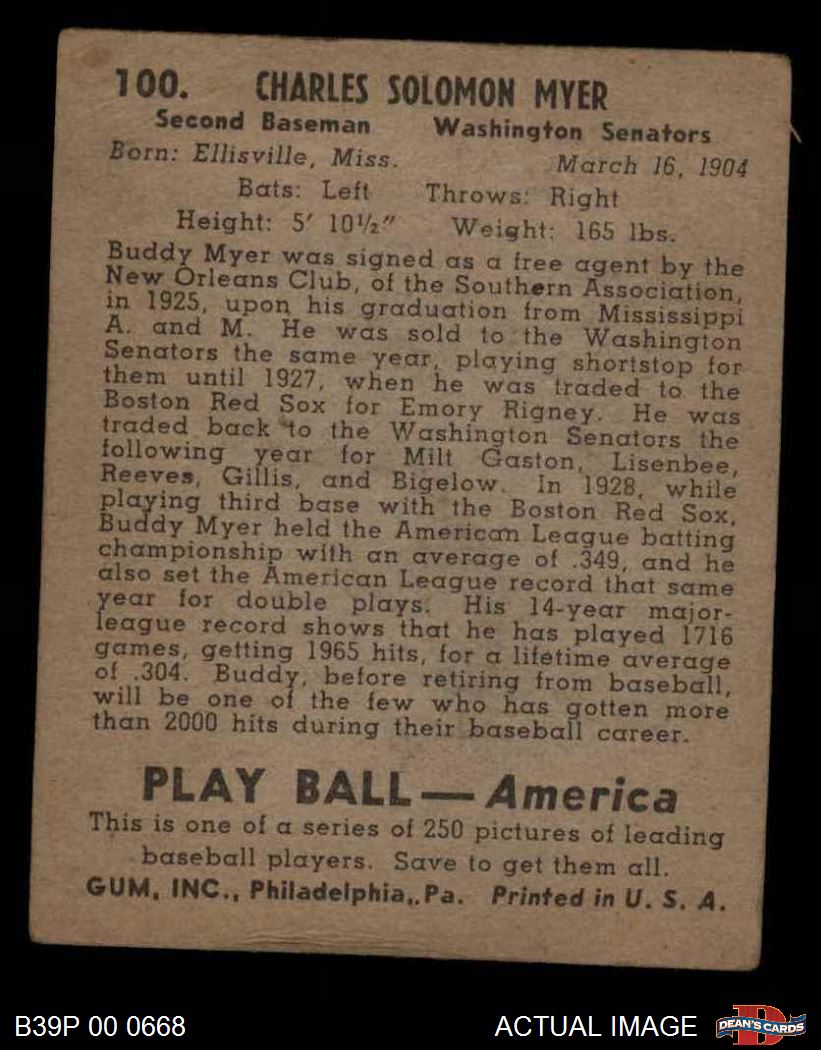 100. CHARLES SOLOMON MYER
Second Baseman Washington Senators
Born: Ellisville, Miss. March 16, 1904
Bats: Left Throws: Right
Height: 5' 10½" Weight: 165 lbs.
Buddy Myer was signed as a free agent by the
New Orleans Club, of the Southern Association,
in 1925, upon his graduation from Mississippi
A. and M. He was sold to the Washington
Senators the same year, playing shortstop for
them until 1927, when he was traded to the
Boston Red Sox for Emory Rigney. He was
traded back to the Washington Senators the
following year for Milt Gaston, Lisenbee,
Reeves, Gillis, and Bigelow. In 1928, while
playing third base with the Boston Red Sox,
Buddy Myer held the American League batting
championship with an average of .349, and he
also set the American League record that same
year for double plays. His 14-year major-
league record shows that he has played 1716
games, getting 1965 hits, for a lifetime average
of .304. Buddy, before retiring from baseball,
will be one of the few who has gotten more
than 2000 hits during their baseball career.
PLAY BALL — America
This is one of a series of 250 pictures of leading
baseball players. Save to get them all.
GUM, INC., Philadelphia, Pa. Printed in U. S. A.
B39P 00 0668 ACTUAL IMAGE D DEAN'S CARDS